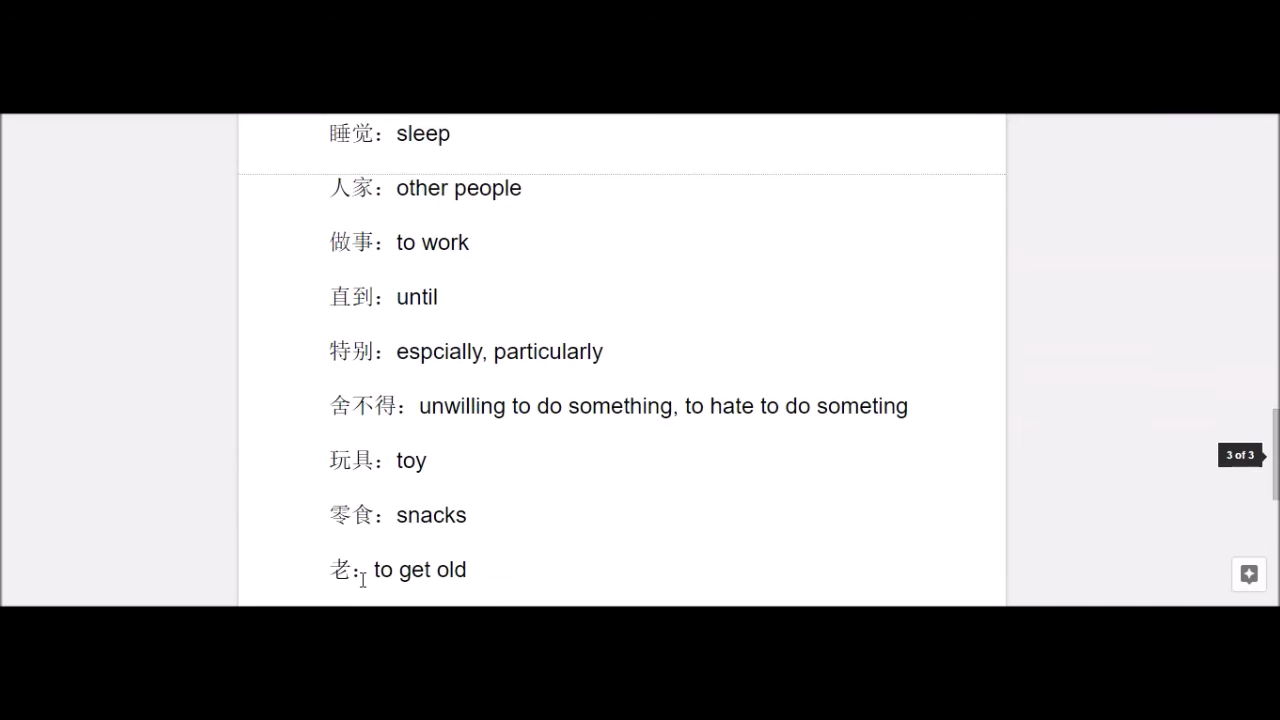 睡觉：sleep
人家：other people
做事：to work
直到：until
特别：espcially, particularly
舍不得：unwilling to do something, to hate to do someting
玩具：toy
3 of 3
零食：snacks
老：to get old